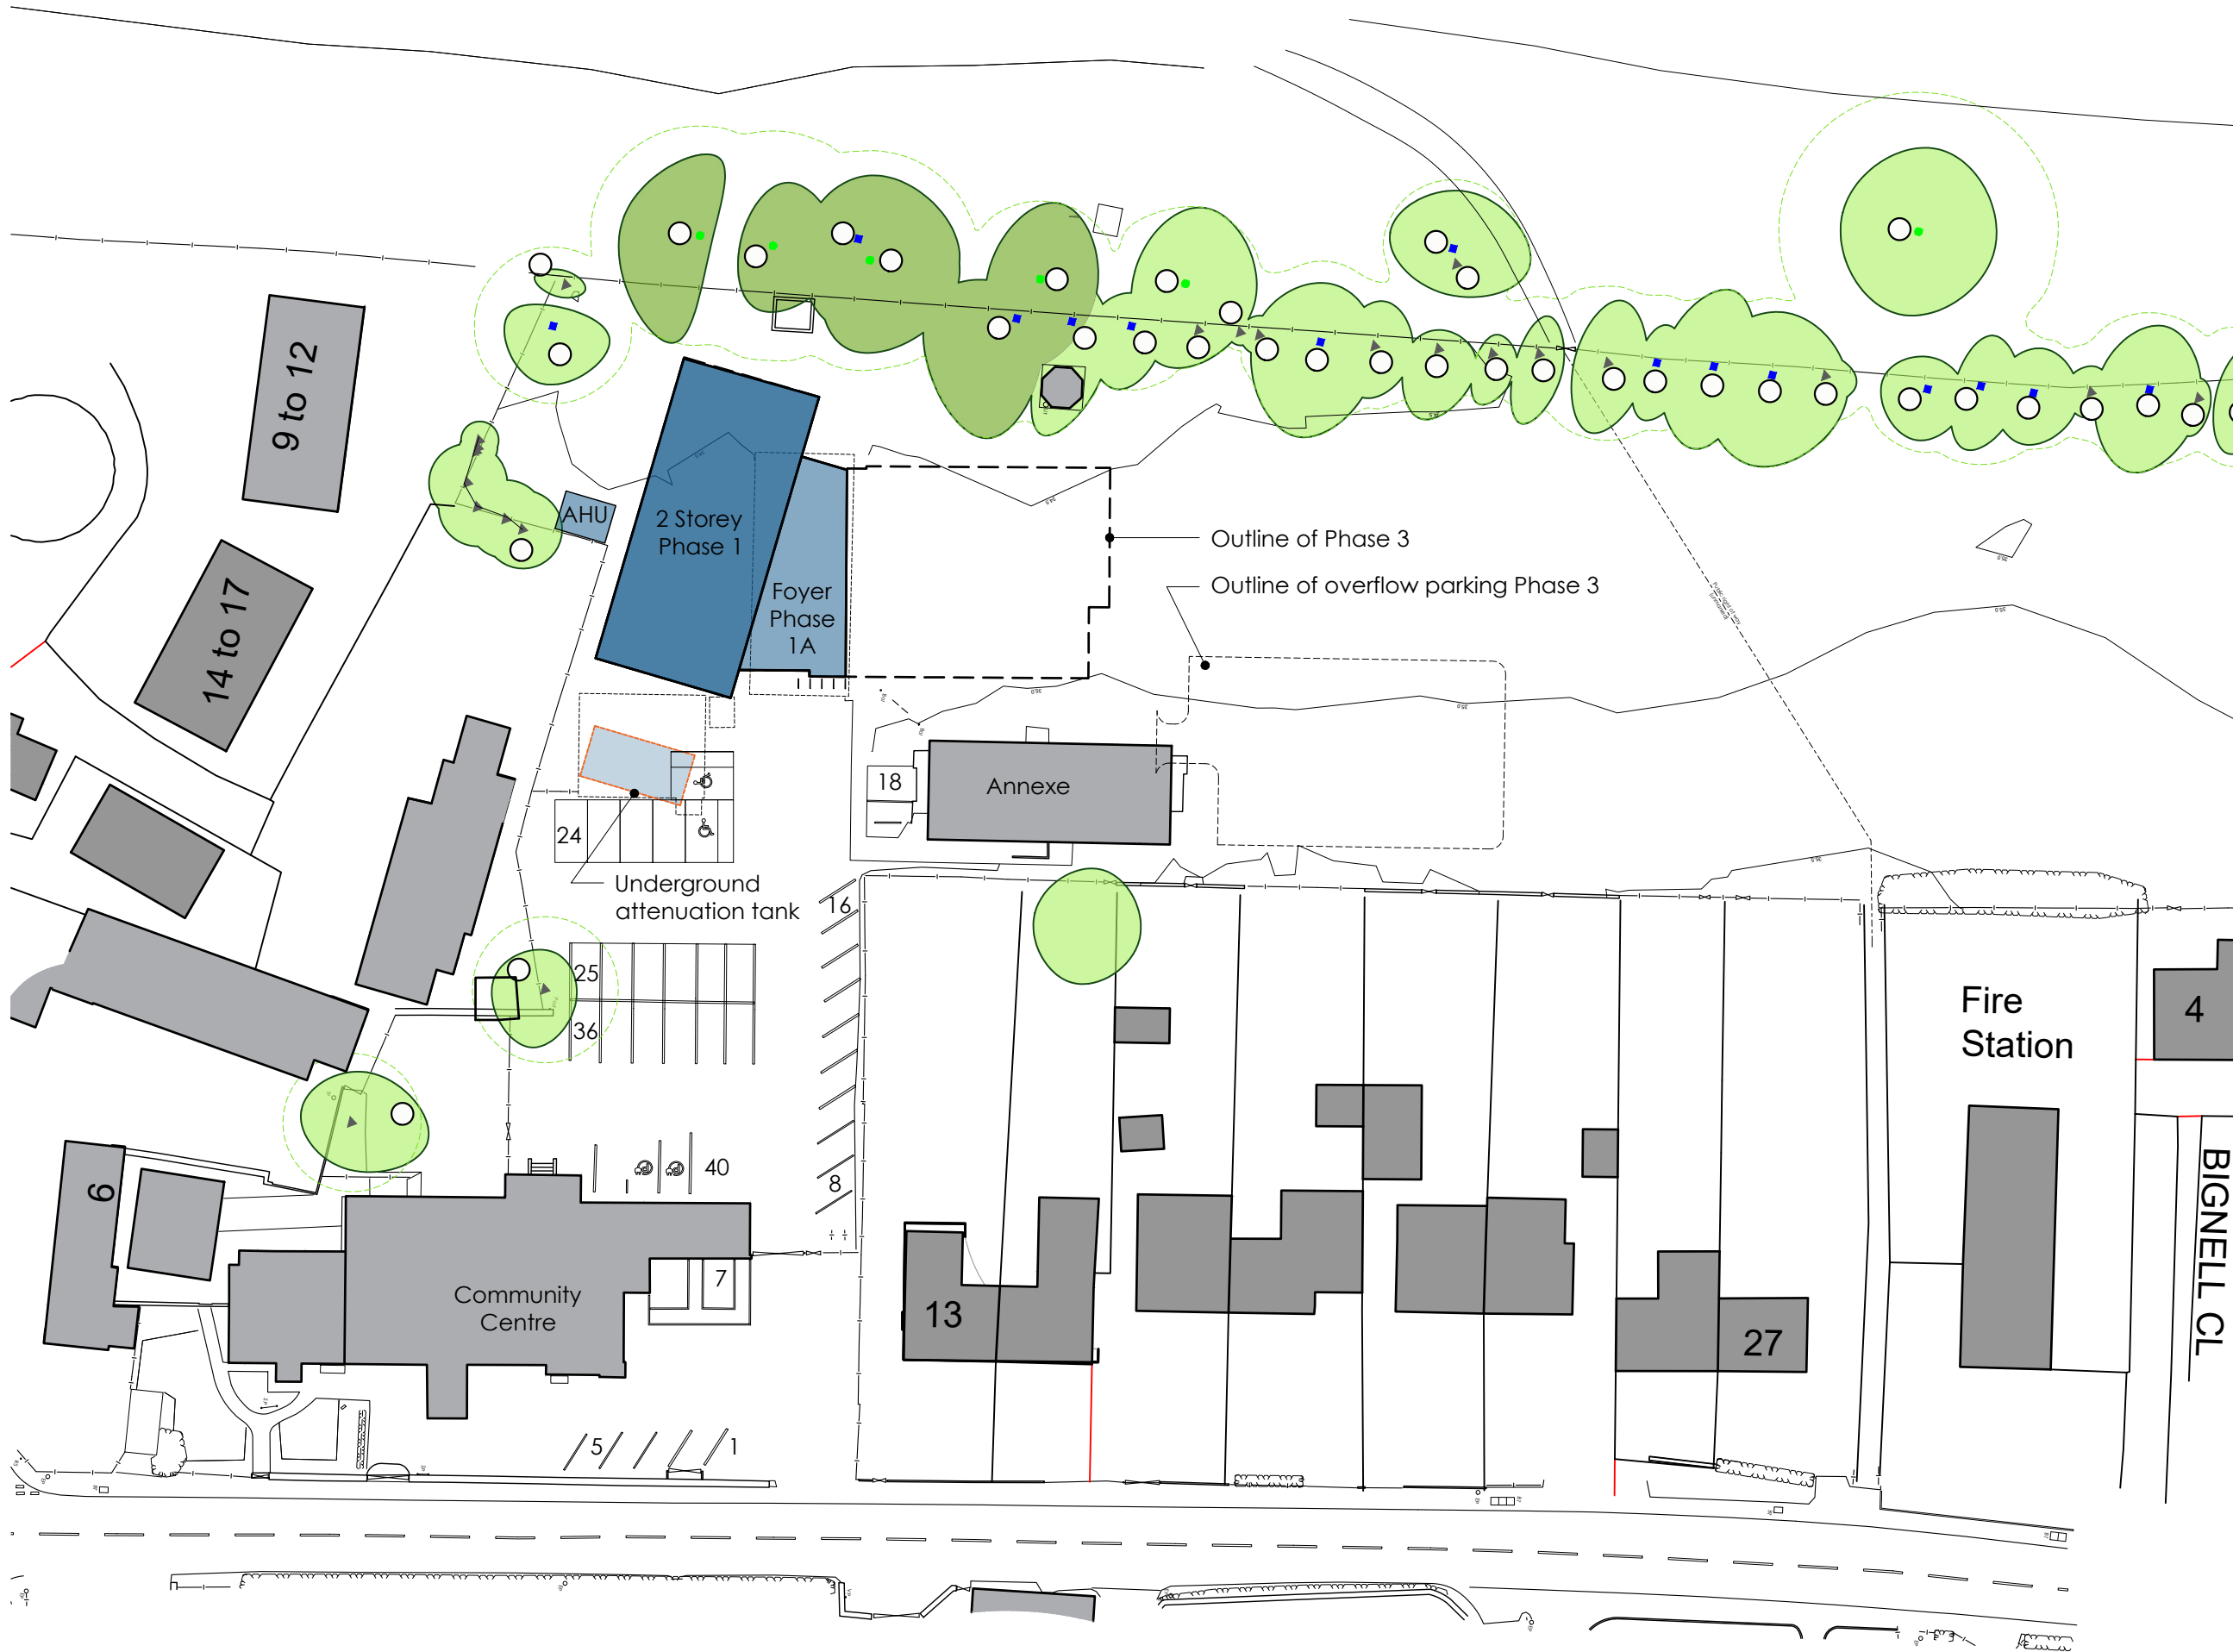 9 to 12
AHU
2 Storey
Phase 1
Outline of Phase 3
Outline of overflow parking Phase 3
Foyer
Phase
1A
14 to 17
18
Annexe
24
Underground
attenuation tank
16
25
36
Fire
Station
4
40
8
6
7
Community
Centre
13
27
BIGNELL CL
5
1